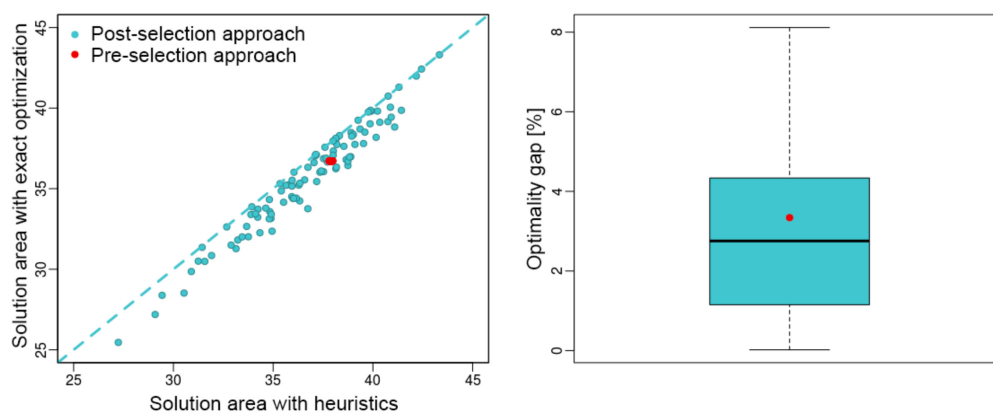 Solution area with exact optimization
45
40
35
30
25
Post-selection approach
Pre-selection approach
25 30 35 40 45
Solution area with heuristics
Optimality gap [%]
8
6
4
2
0